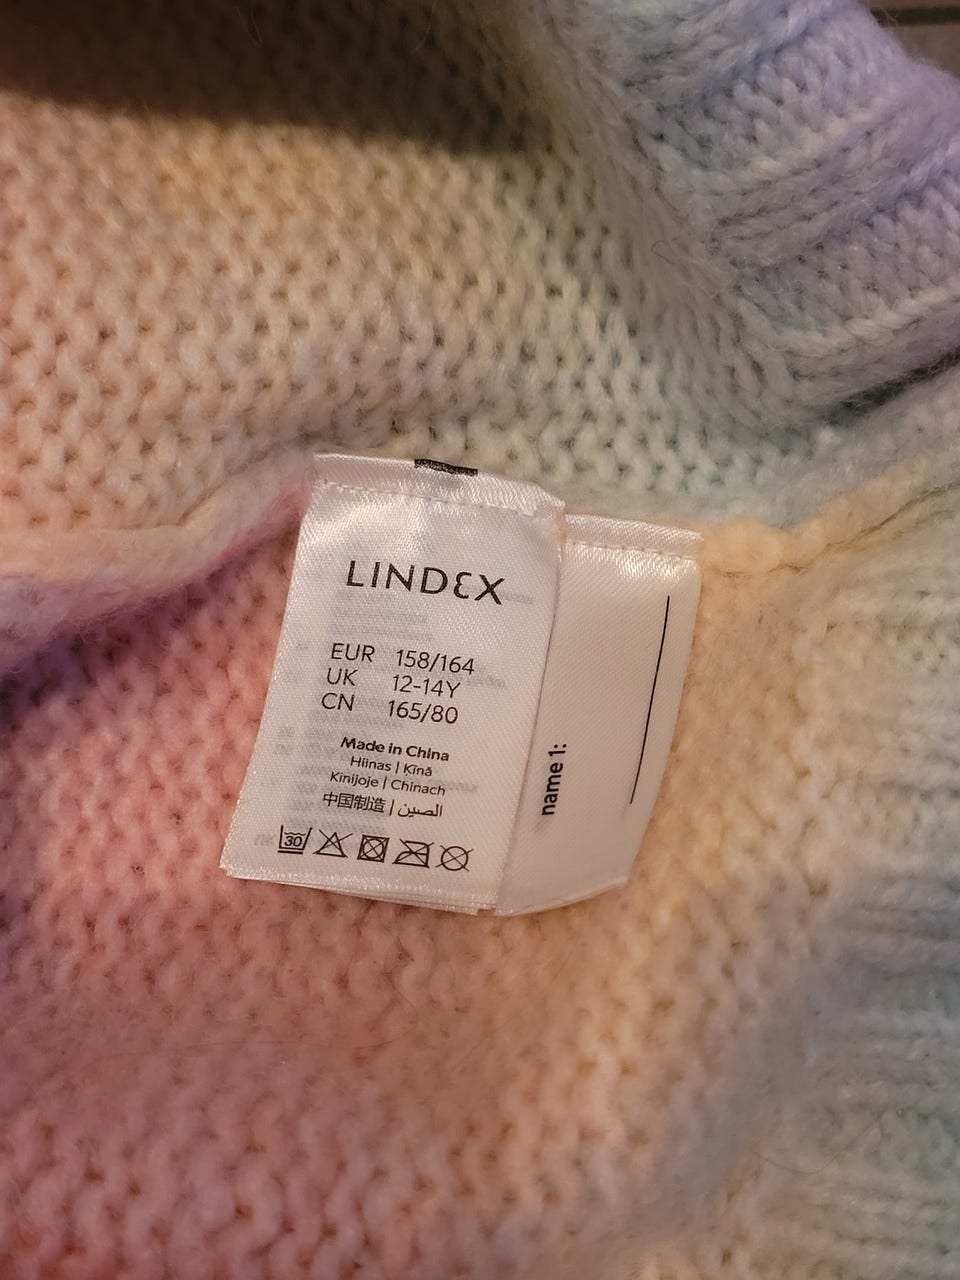 LINDEX
EUR 158/164
UK 12-14Y
CN 165/80
Made in China
Hiinas | Ķīnā
Kinijoje | Chinach
中国制造 | الصين
30
name 1: